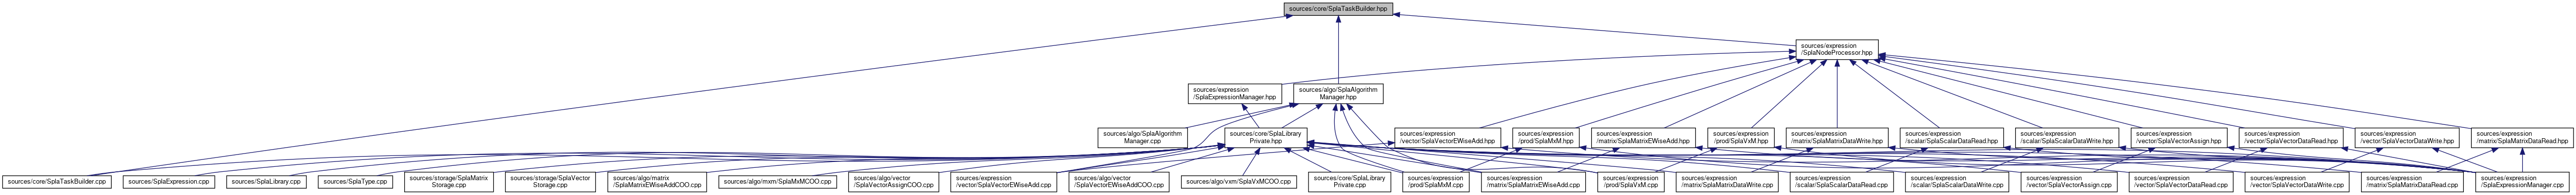 sources/core/SplaTaskBuilder.hpp
sources/expression
/SplaNodeProcessor.hpp
sources/expression
/SplaExpressionManager.hpp
sources/algo/SplaAlgorithm
Manager.hpp
sources/algo/SplaAlgorithm
Manager.cpp
sources/core/SplaLibrary
Private.hpp
sources/expression
/vector/SplaVectorEWiseAdd.hpp
sources/expression
/prod/SplaMxM.hpp
sources/expression
/matrix/SplaMatrixEWiseAdd.hpp
sources/expression
/prod/SplaVxM.hpp
sources/expression
/matrix/SplaMatrixDataWrite.hpp
sources/expression
/scalar/SplaScalarDataRead.hpp
sources/expression
/scalar/SplaScalarDataWrite.hpp
sources/expression
/vector/SplaVectorAssign.hpp
sources/expression
/vector/SplaVectorDataRead.hpp
sources/expression
/vector/SplaVectorDataWrite.hpp
sources/expression
/matrix/SplaMatrixDataRead.hpp
sources/core/SplaTaskBuilder.cpp
sources/SplaExpression.cpp
sources/SplaLibrary.cpp
sources/SplaType.cpp
sources/storage/SplaMatrix
Storage.cpp
sources/storage/SplaVector
Storage.cpp
sources/algo/matrix
/SplaMatrixEWiseAddCOO.cpp
sources/algo/mxm/SplaMxMCOO.cpp
sources/algo/vector
/SplaVectorAssignCOO.cpp
sources/expression
/vector/SplaVectorEWiseAdd.cpp
sources/algo/vector
/SplaVectorEWiseAddCOO.cpp
sources/algo/vxm/SplaVxMCOO.cpp
sources/core/SplaLibrary
Private.cpp
sources/expression
/prod/SplaMxM.cpp
sources/expression
/matrix/SplaMatrixEWiseAdd.cpp
sources/expression
/prod/SplaVxM.cpp
sources/expression
/matrix/SplaMatrixDataWrite.cpp
sources/expression
/scalar/SplaScalarDataRead.cpp
sources/expression
/scalar/SplaScalarDataWrite.cpp
sources/expression
/vector/SplaVectorAssign.cpp
sources/expression
/vector/SplaVectorDataRead.cpp
sources/expression
/vector/SplaVectorDataWrite.cpp
sources/expression
/matrix/SplaMatrixDataRead.cpp
sources/expression
/SplaExpressionManager.cpp